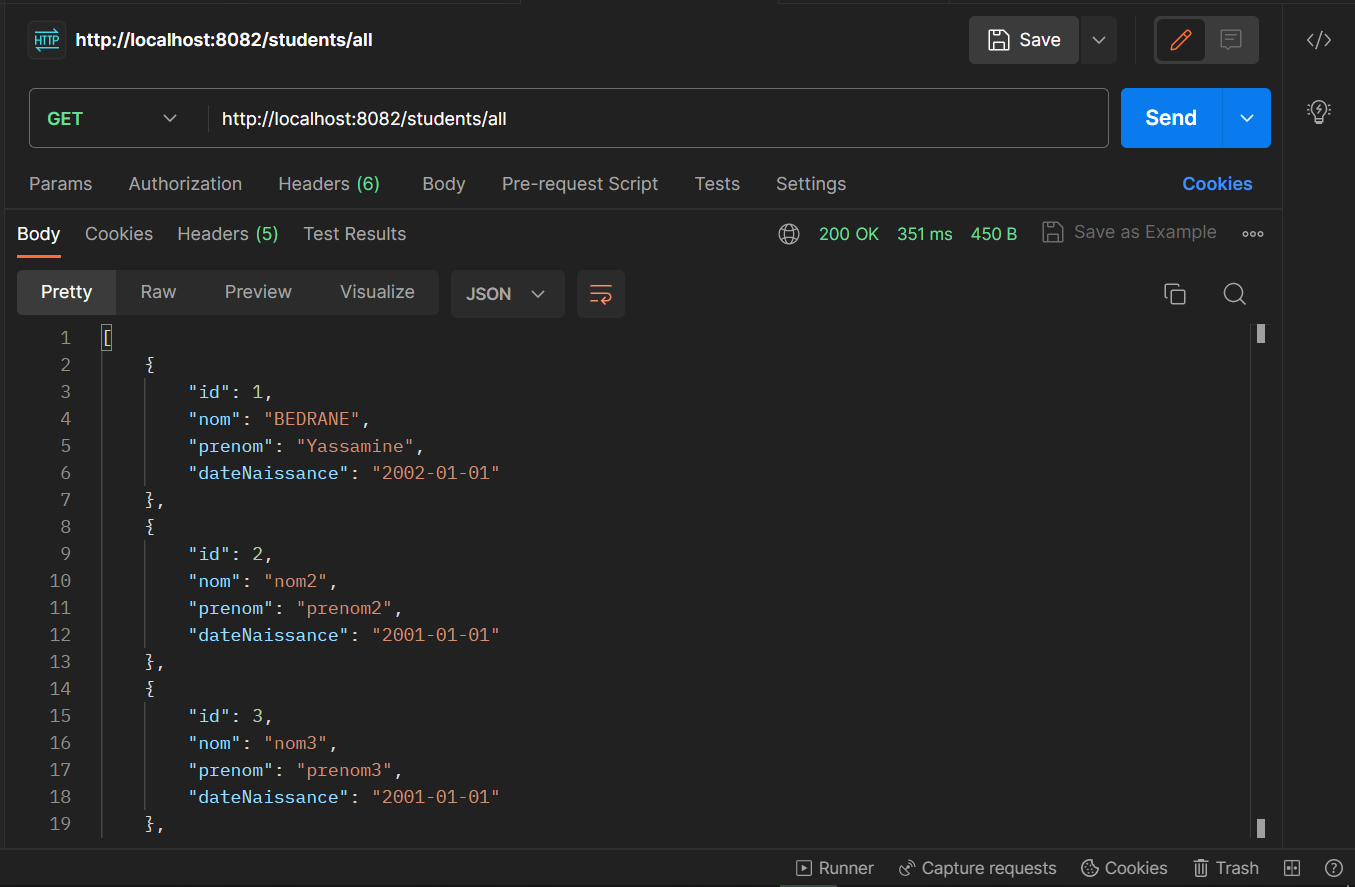 HTTP http://localhost:8082/students/all Save
GET http://localhost:8082/students/all Send
Params Authorization Headers (6) Body Pre-request Script Tests Settings Cookies
Body Cookies Headers (5) Test Results 200 OK 351 ms 450 B Save as Example
Pretty Raw Preview Visualize JSON
1 [
2 {
3 "id": 1,
4 "nom": "BEDRANE",
5 "prenom": "Yassamine",
6 "dateNaissance": "2002-01-01"
7 },
8 {
9 "id": 2,
10 "nom": "nom2",
11 "prenom": "prenom2",
12 "dateNaissance": "2001-01-01"
13 },
14 {
15 "id": 3,
16 "nom": "nom3",
17 "prenom": "prenom3",
18 "dateNaissance": "2001-01-01"
19 },
Runner Capture requests Cookies Trash